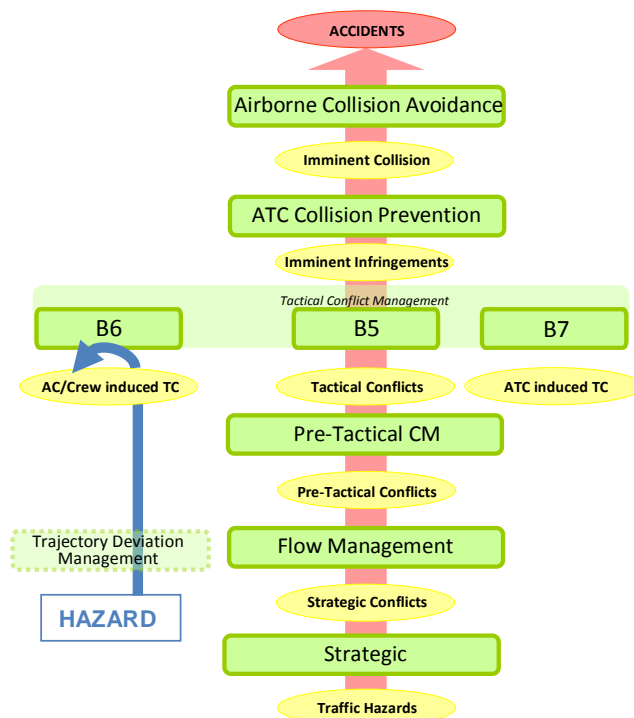 ACCIDENTS
Airborne Collision Avoidance
Imminent Collision
ATC Collision Prevention
Imminent Infringements
Tactical Conflict Management
B6
B5
B7
AC/Crew induced TC
Tactical Conflicts
ATC induced TC
Pre-Tactical CM
Pre-Tactical Conflicts
Trajectory Deviation
Management
Flow Management
Strategic Conflicts
HAZARD
Strategic
Traffic Hazards